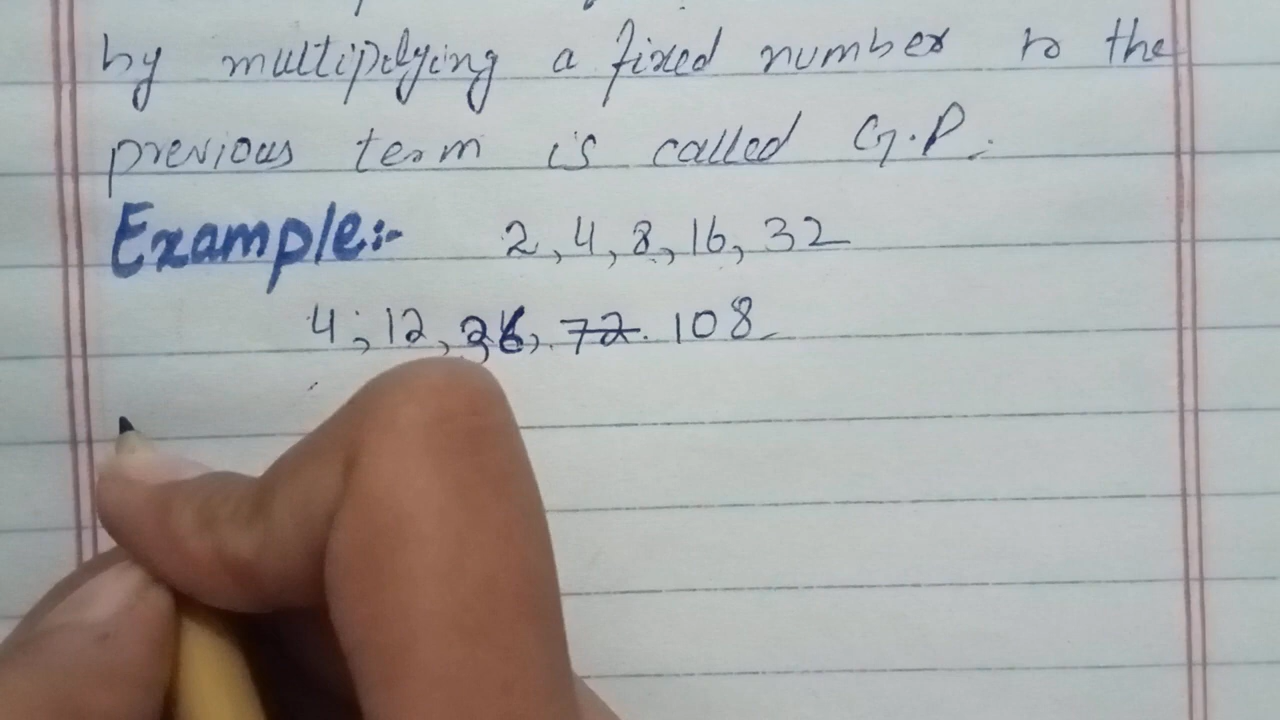 by multiplying a fixed number to the
previous term is called G.P.
Example:- 2, 4, 8, 16, 32
4, 12, 36, 72. 108